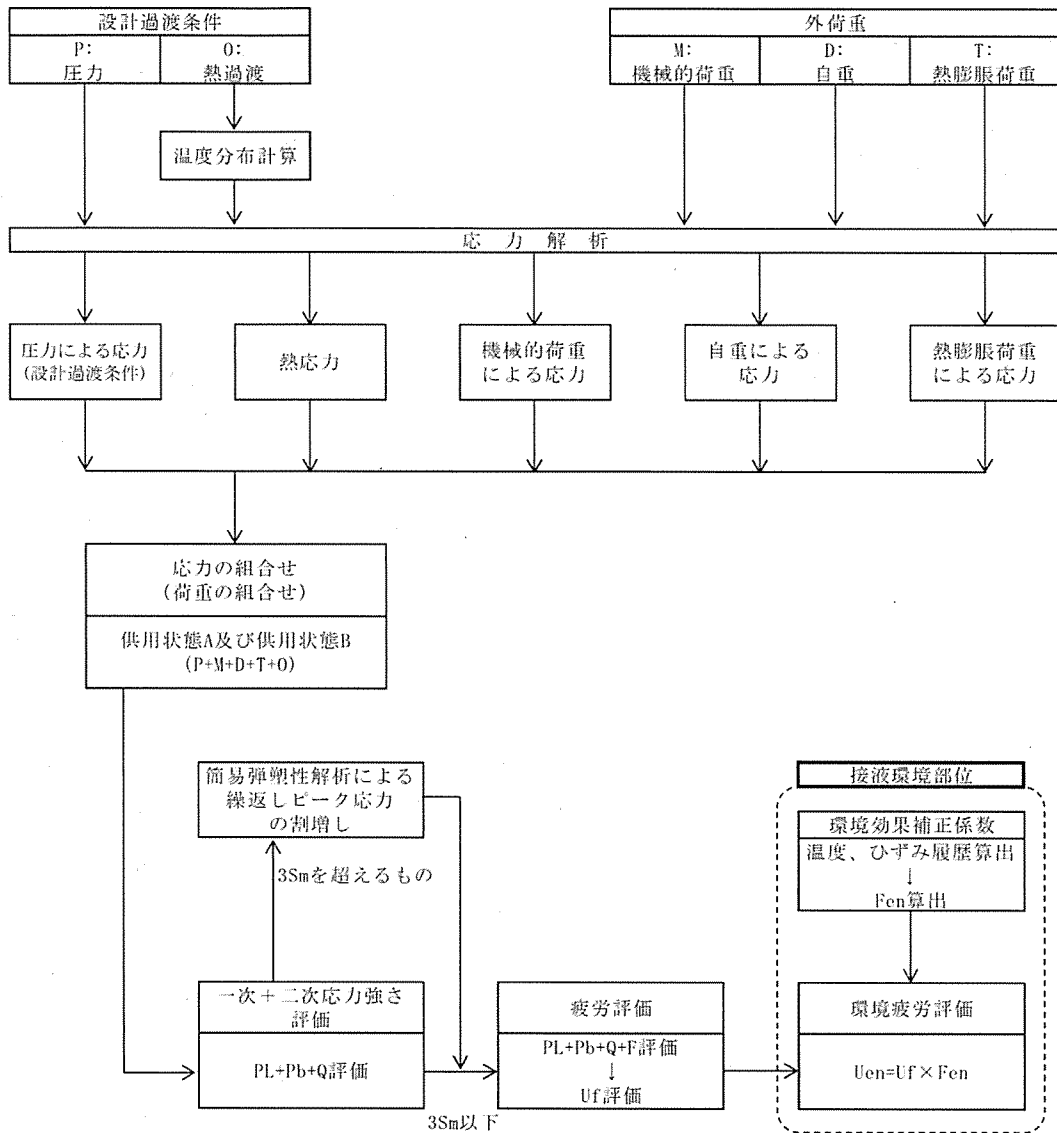 設計過渡条件
P:
圧力
O:
熱過渡
外荷重
M:
機械的荷重
D:
自重
T:
熱膨脹荷重
温度分布計算
応力解析
圧力による応力
(設計過渡条件)
熱応力
機械的荷重
による応力
自重による
応力
熱膨脹荷重
による応力
応力の組合せ
(荷重の組合せ)
供用状態A及び供用状態B
(P+M+D+T+O)
簡易弾塑性解析による
繰返しピーク応力
の割増し
3Smを超えるもの
一次＋二次応力強さ
評価
PL+Pb+Q評価
3Sm以下
疲労評価
PL+Pb+Q+F評価
↓
Uf評価
接液環境部位
環境効果補正係数
温度、ひずみ履歴算出
↓
Fen算出
環境疲労評価
Uen=Uf×Fen